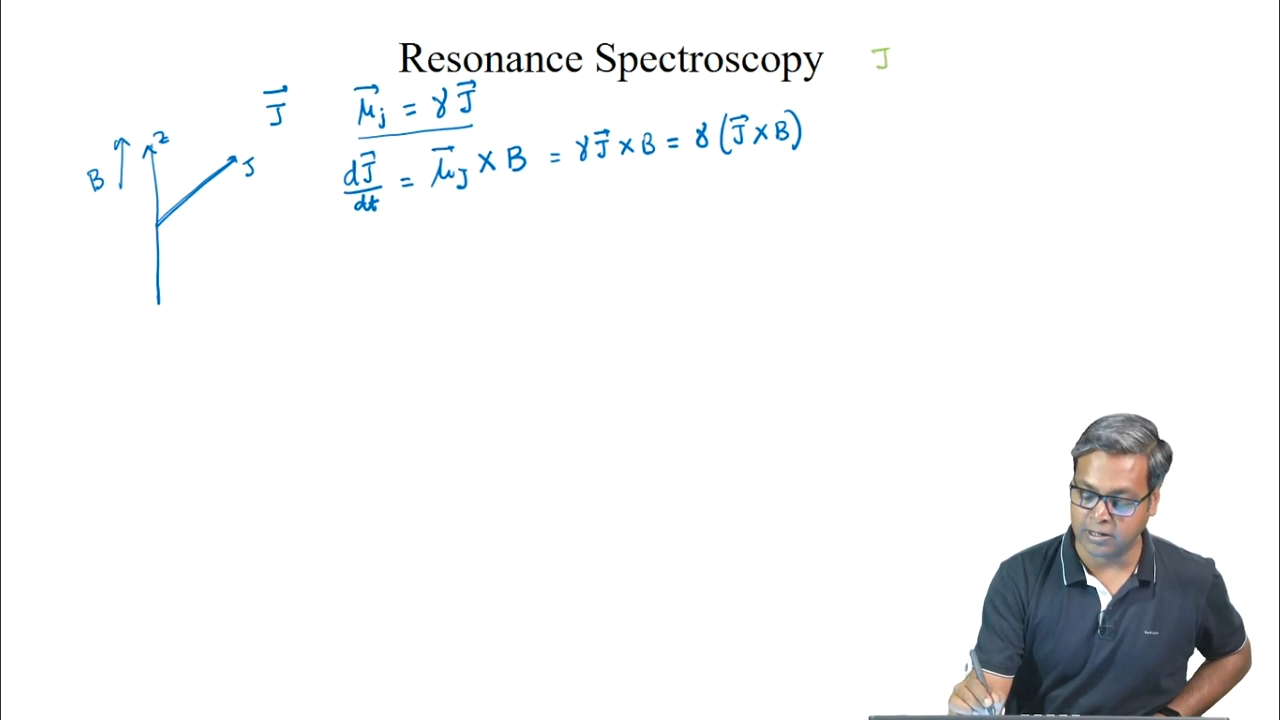 Resonance Spectroscopy J
J⃗ μ⃗j = γJ⃗
dJ⃗/dt = μ⃗J × B = γJ⃗ × B = γ(J⃗ × B)
B z J